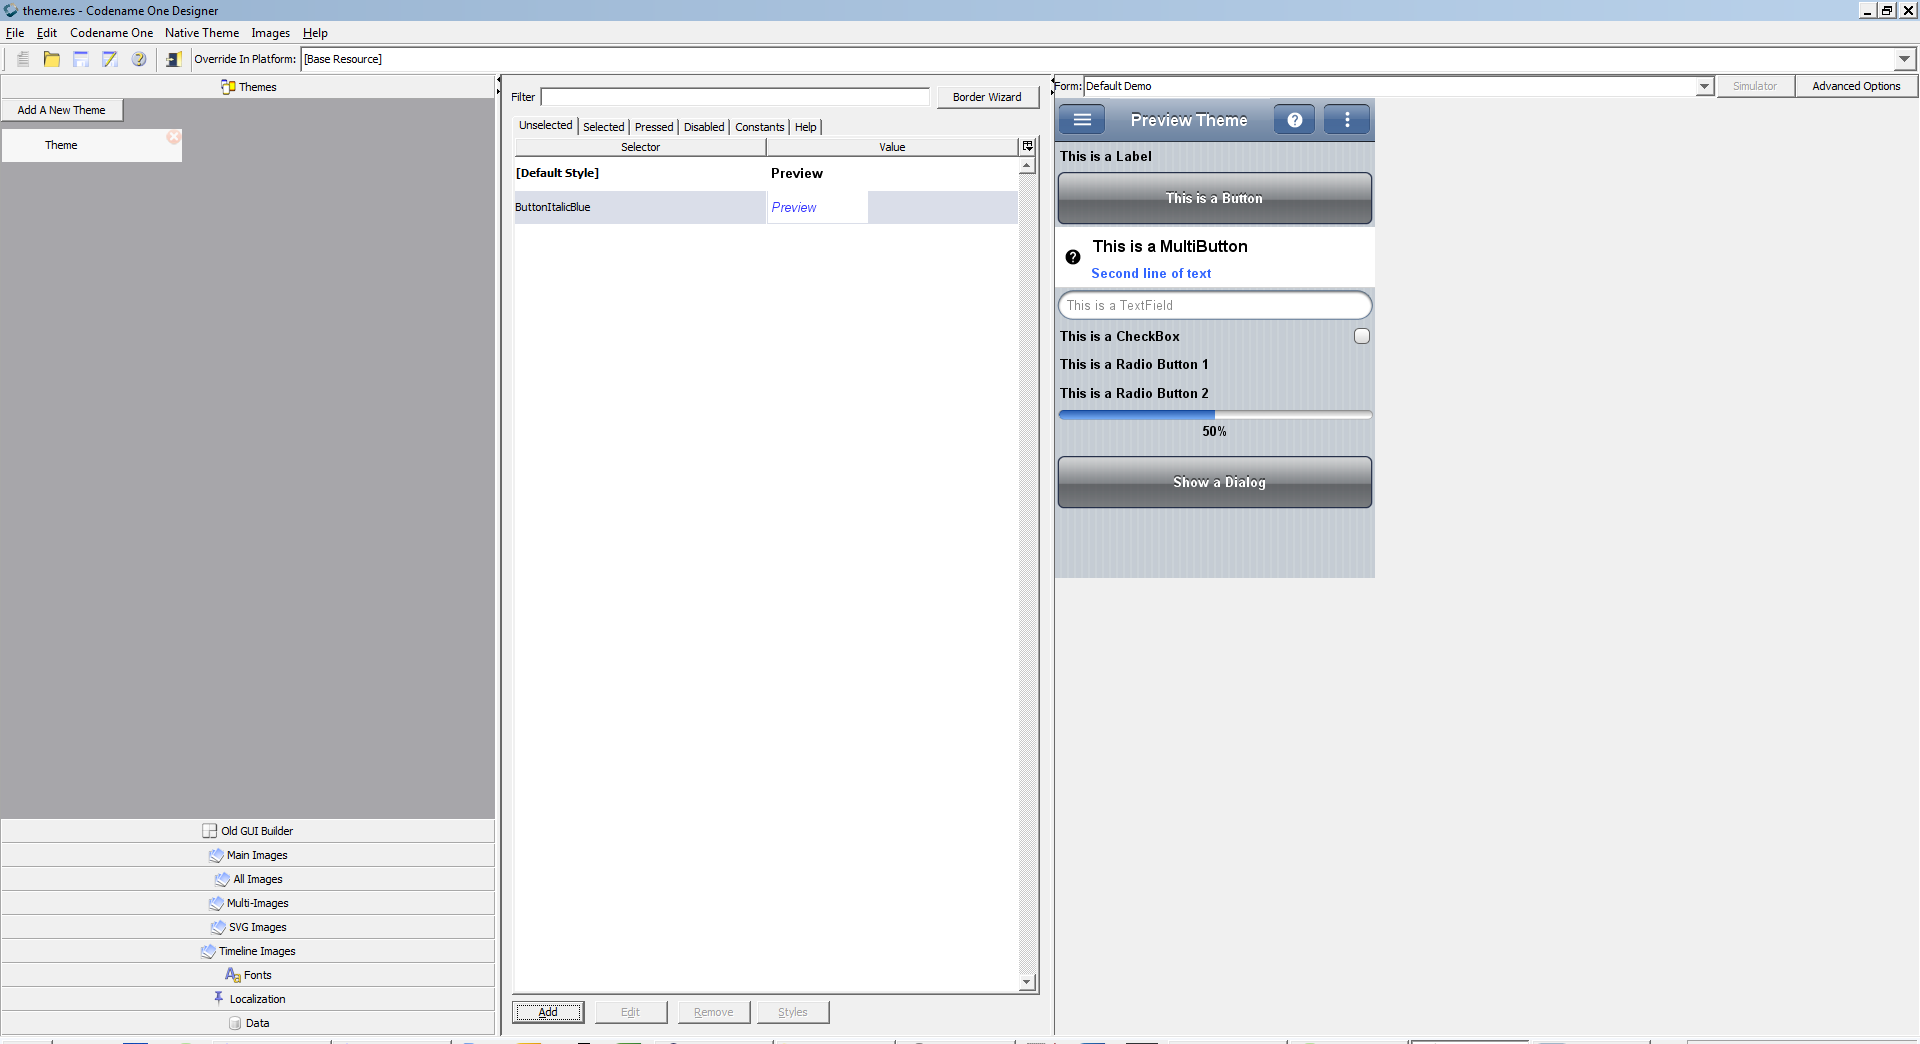 theme.res - Codename One Designer
File Edit Codename One Native Theme Images Help
Override In Platform: [Base Resource]
Themes
Add A New Theme
Theme
Old GUI Builder
Main Images
All Images
Multi-Images
SVG Images
Timeline Images
Fonts
Localization
Data
Filter
Border Wizard
Unselected Selected Pressed Disabled Constants Help
Selector Value
[Default Style] Preview
ButtonItalicBlue Preview
Add Edit Remove Styles
Form: Default Demo Simulator Advanced Options
Preview Theme
This is a Label
This is a Button
This is a MultiButton
Second line of text
This is a TextField
This is a CheckBox
This is a Radio Button 1
This is a Radio Button 2
50%
Show a Dialog